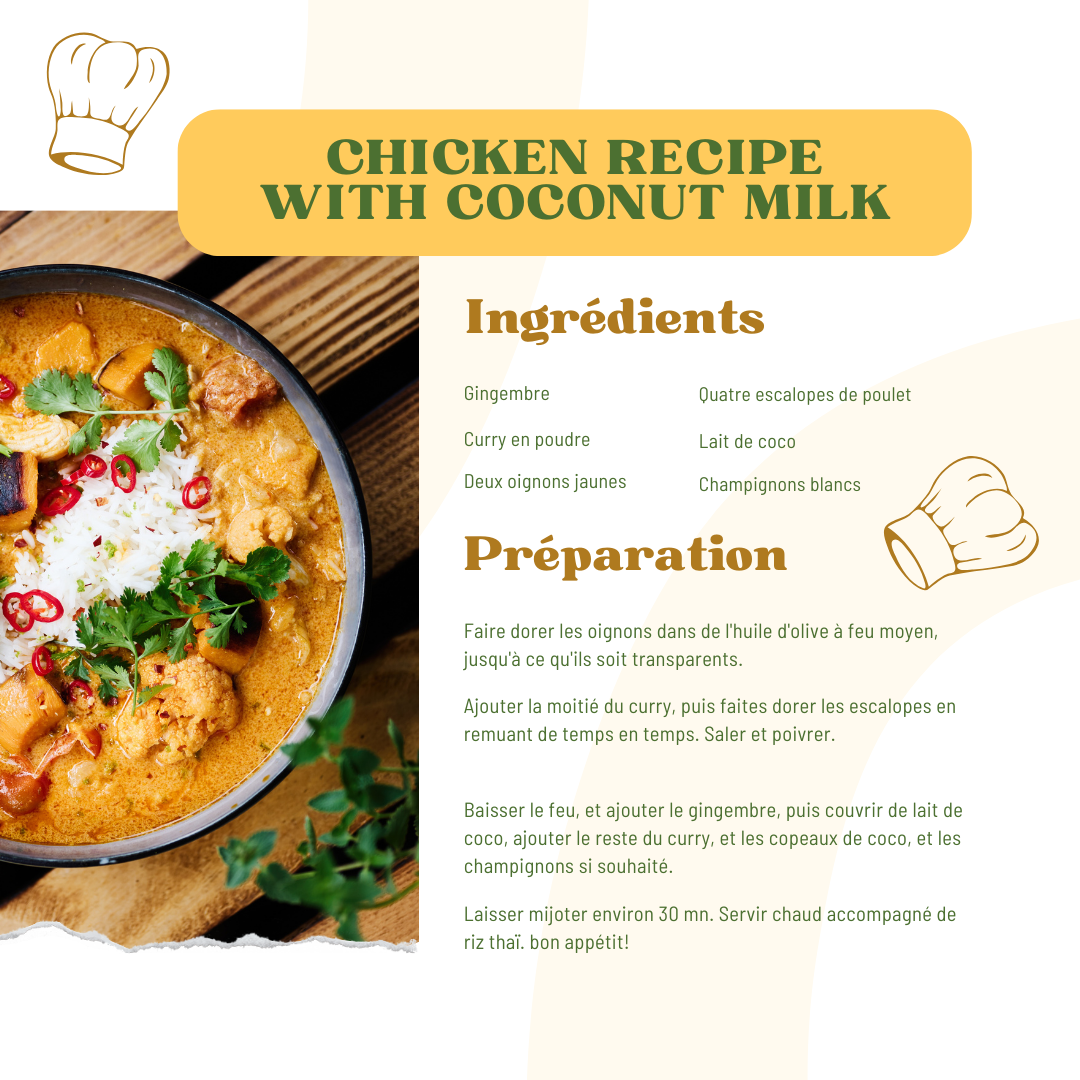 CHICKEN RECIPE
WITH COCONUT MILK
Ingrédients
Gingembre
Curry en poudre
Deux oignons jaunes
Quatre escalopes de poulet
Lait de coco
Champignons blancs
Préparation
Faire dorer les oignons dans de l'huile d'olive à feu moyen,
jusqu'à ce qu'ils soit transparents.
Ajouter la moitié du curry, puis faites dorer les escalopes en
remuant de temps en temps. Saler et poivrer.
Baisser le feu, et ajouter le gingembre, puis couvrir de lait de
coco, ajouter le reste du curry, et les copeaux de coco, et les
champignons si souhaité.
Laisser mijoter environ 30 mn. Servir chaud accompagné de
riz thaï. bon appétit!